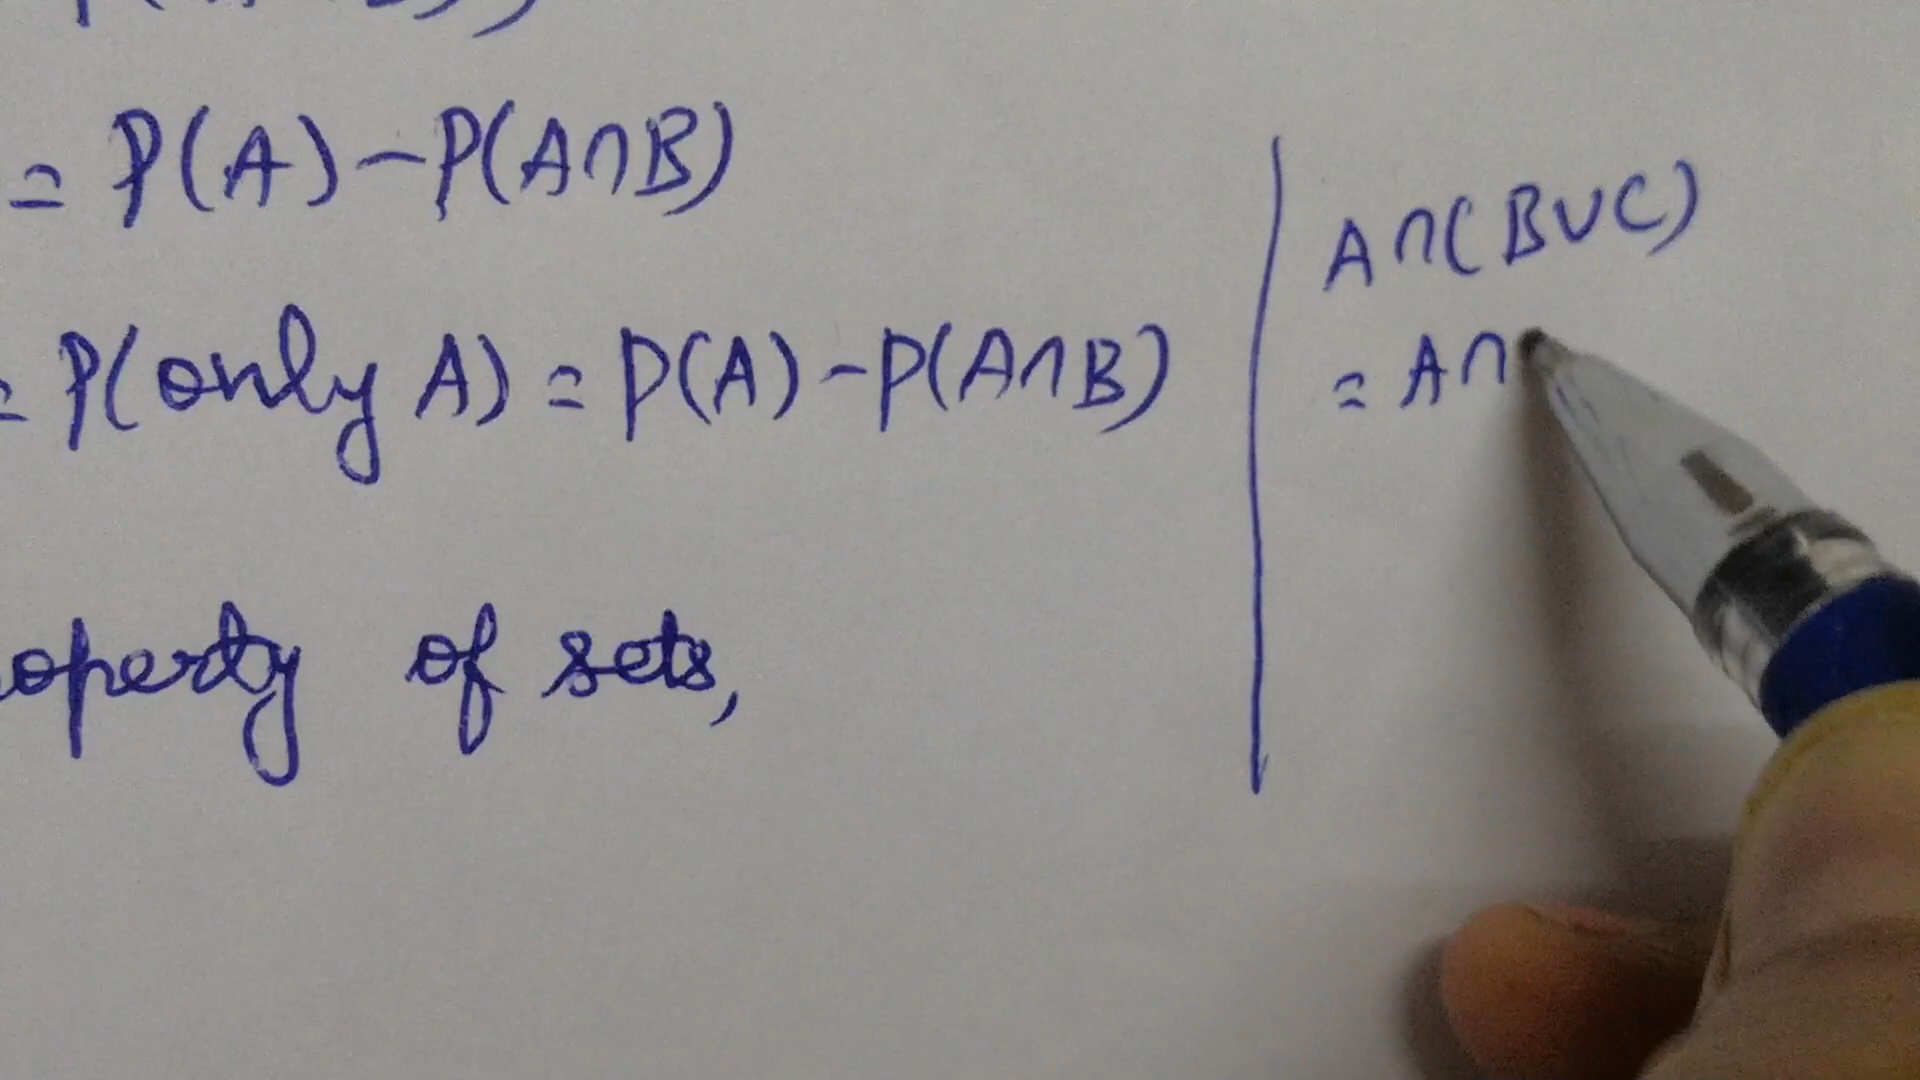 = P(A) - P(A∩B)
= P(only A) = P(A) - P(A∩B)
operty of sets,
A∩(B∪C)
= A∩